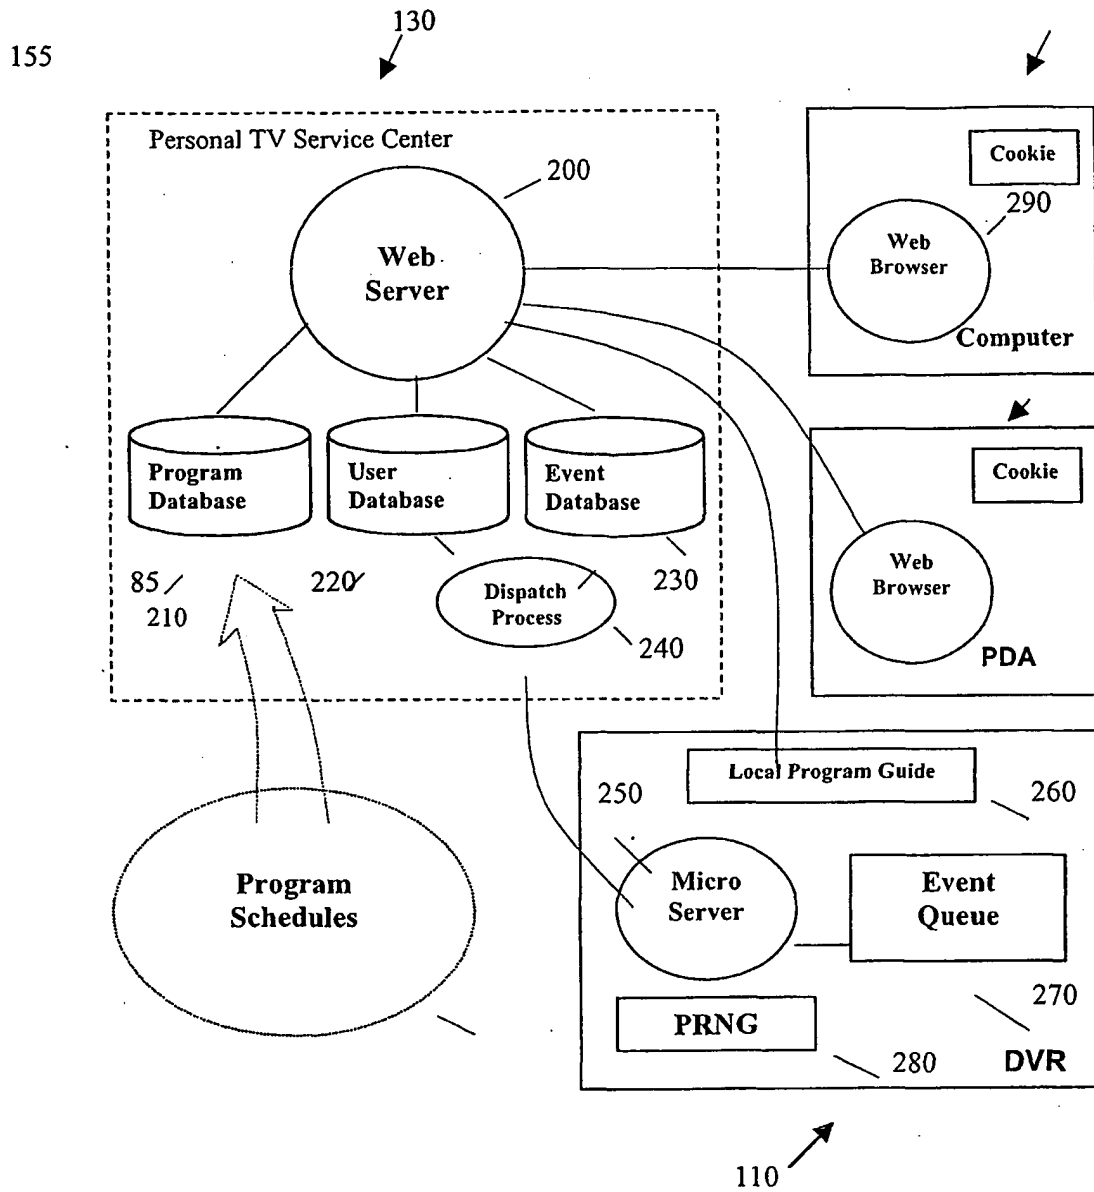 130
155
Personal TV Service Center
200
Web
Server
Cookie
290
Web
Browser
Computer
Program
Database
User
Database
Event
Database
Cookie
85
210
220
Dispatch
Process
230
240
Web
Browser
PDA
Local Program Guide
250
260
Micro
Server
Event
Queue
Program
Schedules
PRNG
270
280
DVR
110